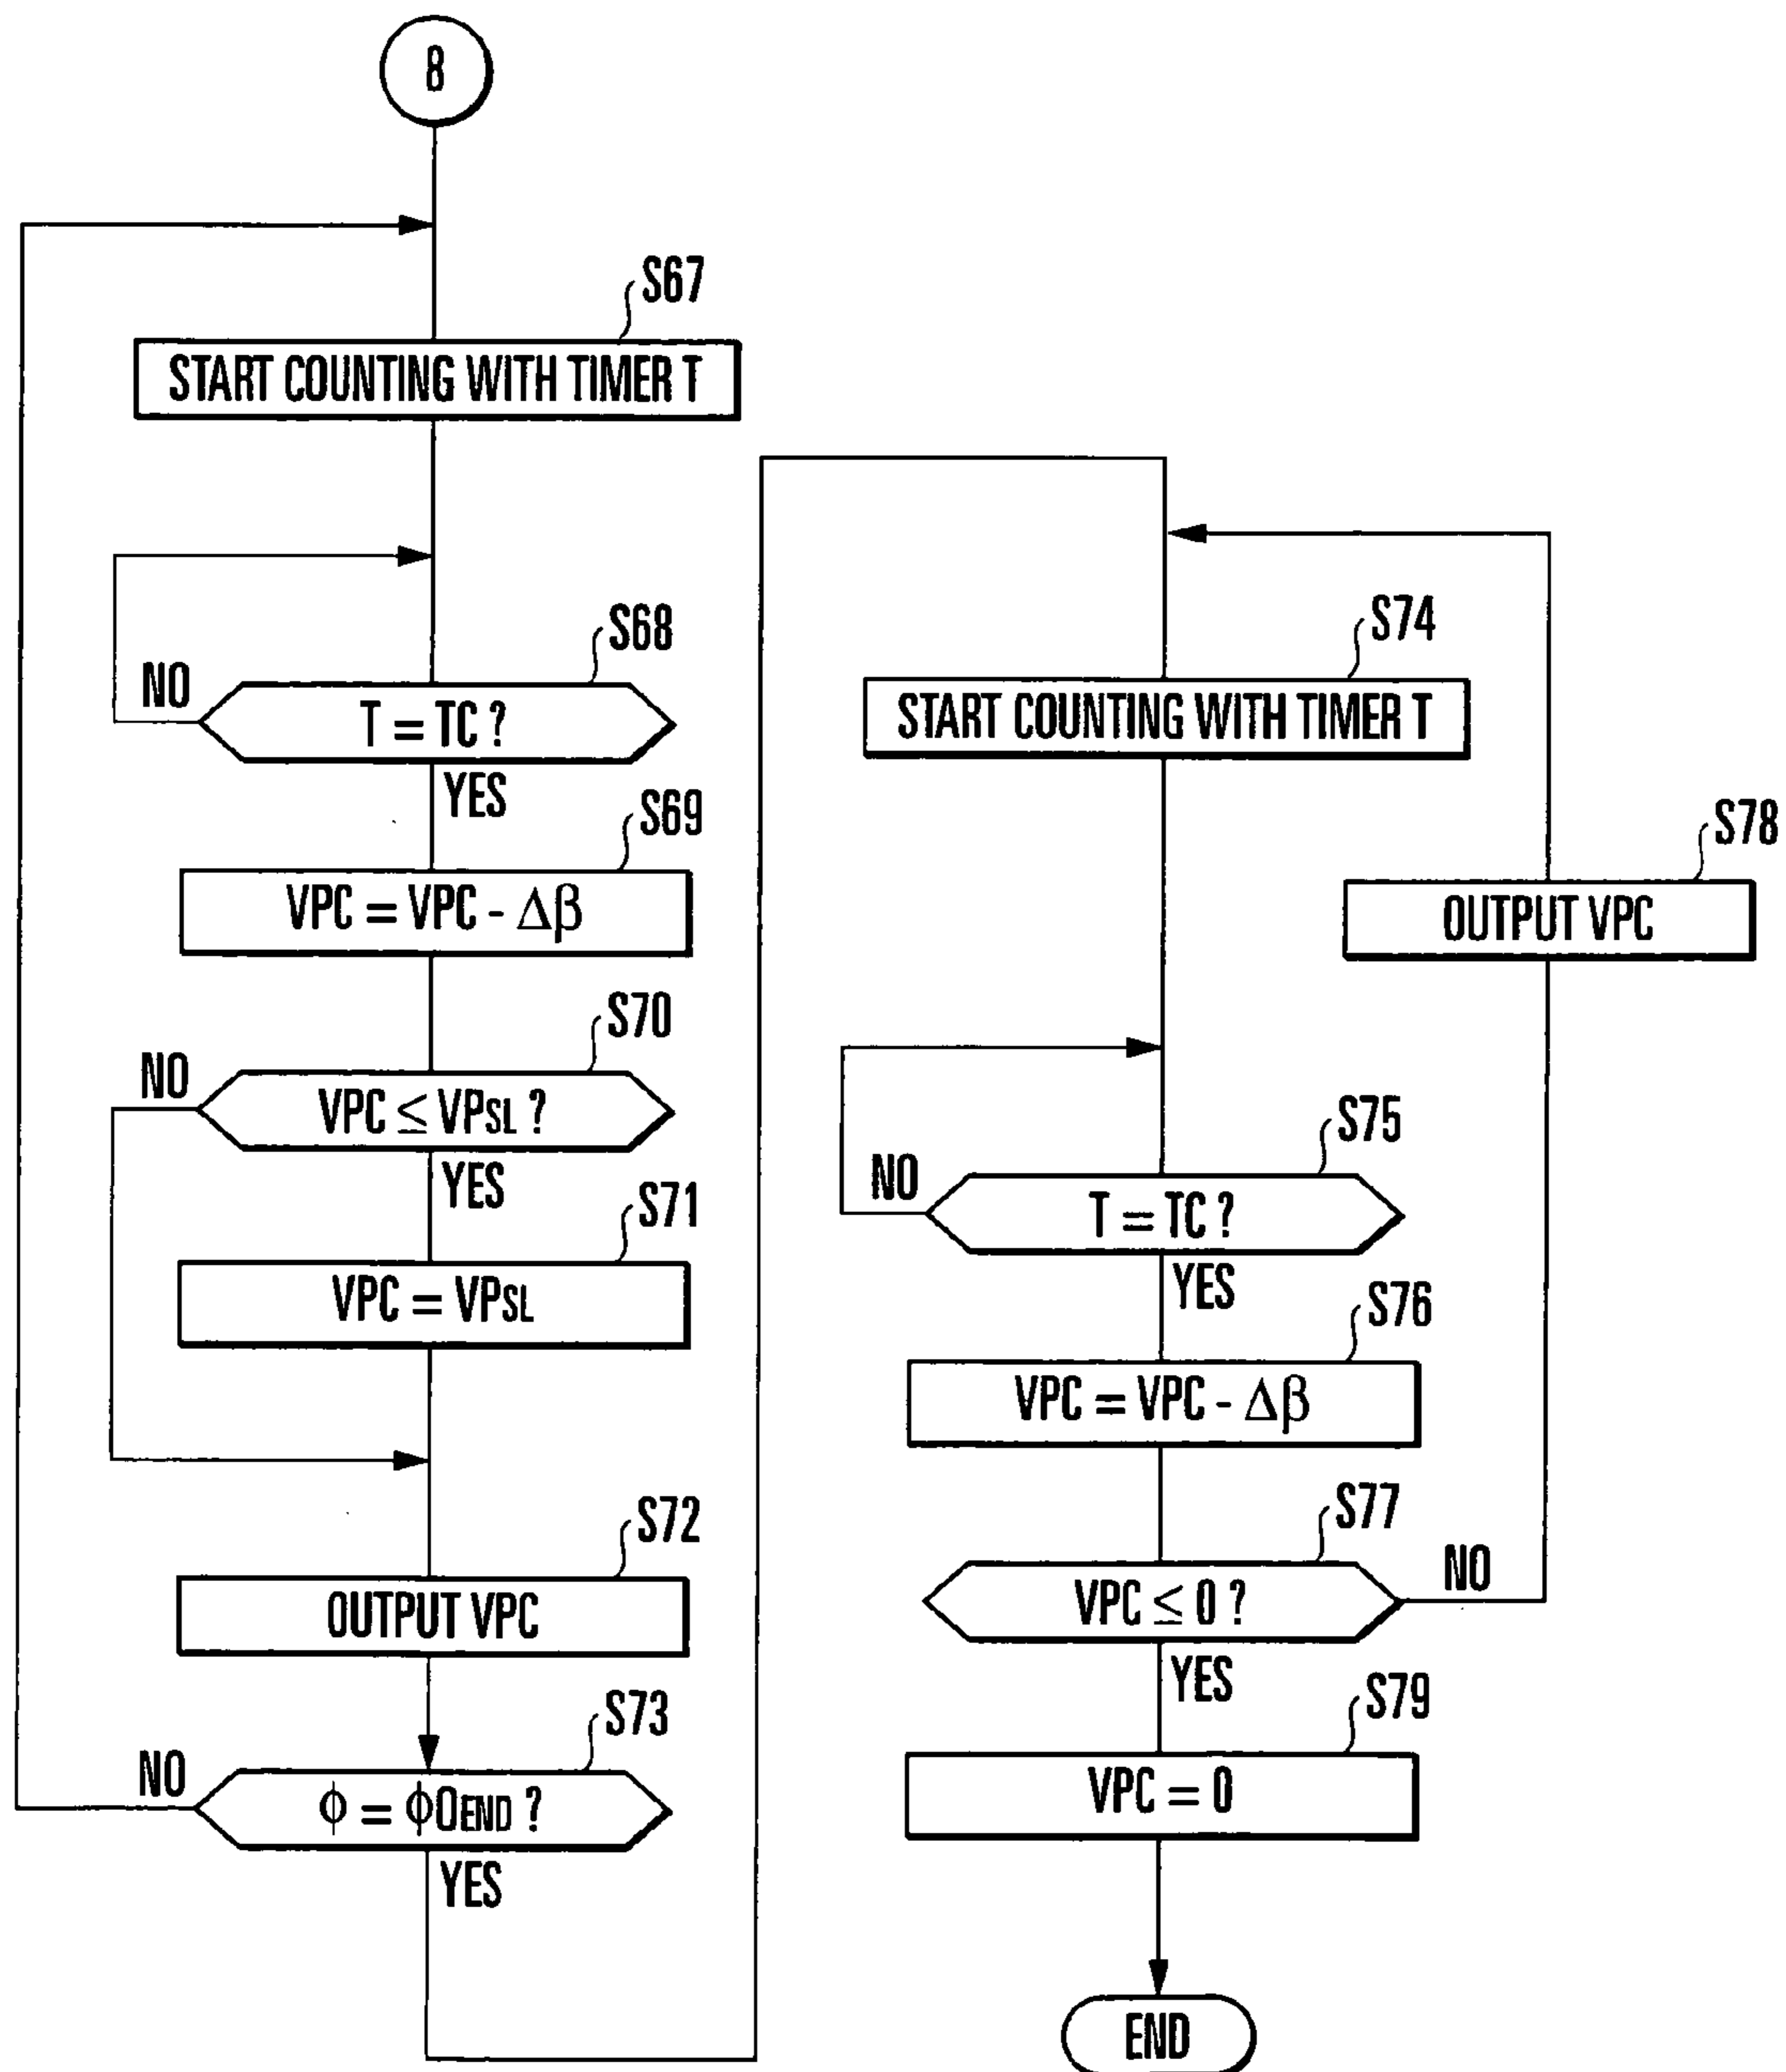 8
S67
START COUNTING WITH TIMER T
S68
NO
T = TC ?
YES
S69
VPC = VPC - Δβ
S70
NO
VPC ≤ VPSL ?
YES
S71
VPC = VPSL
S72
OUTPUT VPC
S73
NO
ϕ = ϕ0END ?
YES
S74
START COUNTING WITH TIMER T
S78
OUTPUT VPC
S75
NO
T = TC ?
YES
S76
VPC = VPC - Δβ
S77
VPC ≤ 0 ?
NO
YES
S79
VPC = 0
END